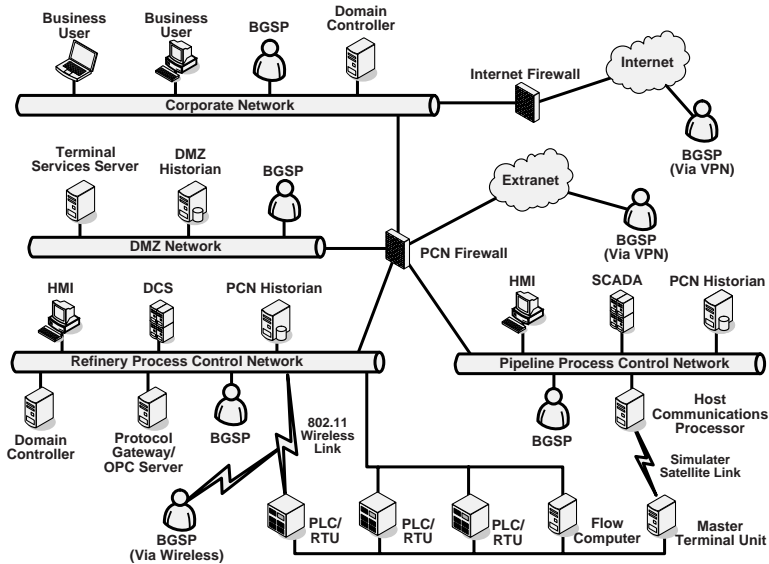 Business
User
Business
User
BGSP
Domain
Controller
Internet Firewall
Internet
Corporate Network
BGSP
(Via VPN)
Terminal
Services Server
DMZ
Historian
BGSP
Extranet
DMZ Network
PCN Firewall
BGSP
(Via VPN)
HMI
DCS
PCN Historian
HMI
SCADA
PCN Historian
Refinery Process Control Network
Pipeline Process Control Network
Domain
Controller
Protocol
Gateway/
OPC Server
BGSP
802.11
Wireless
Link
BGSP
Host
Communications
Processor
Simulater
Satellite Link
BGSP
(Via Wireless)
PLC/
RTU
PLC/
RTU
PLC/
RTU
Flow
Computer
Master
Terminal Unit